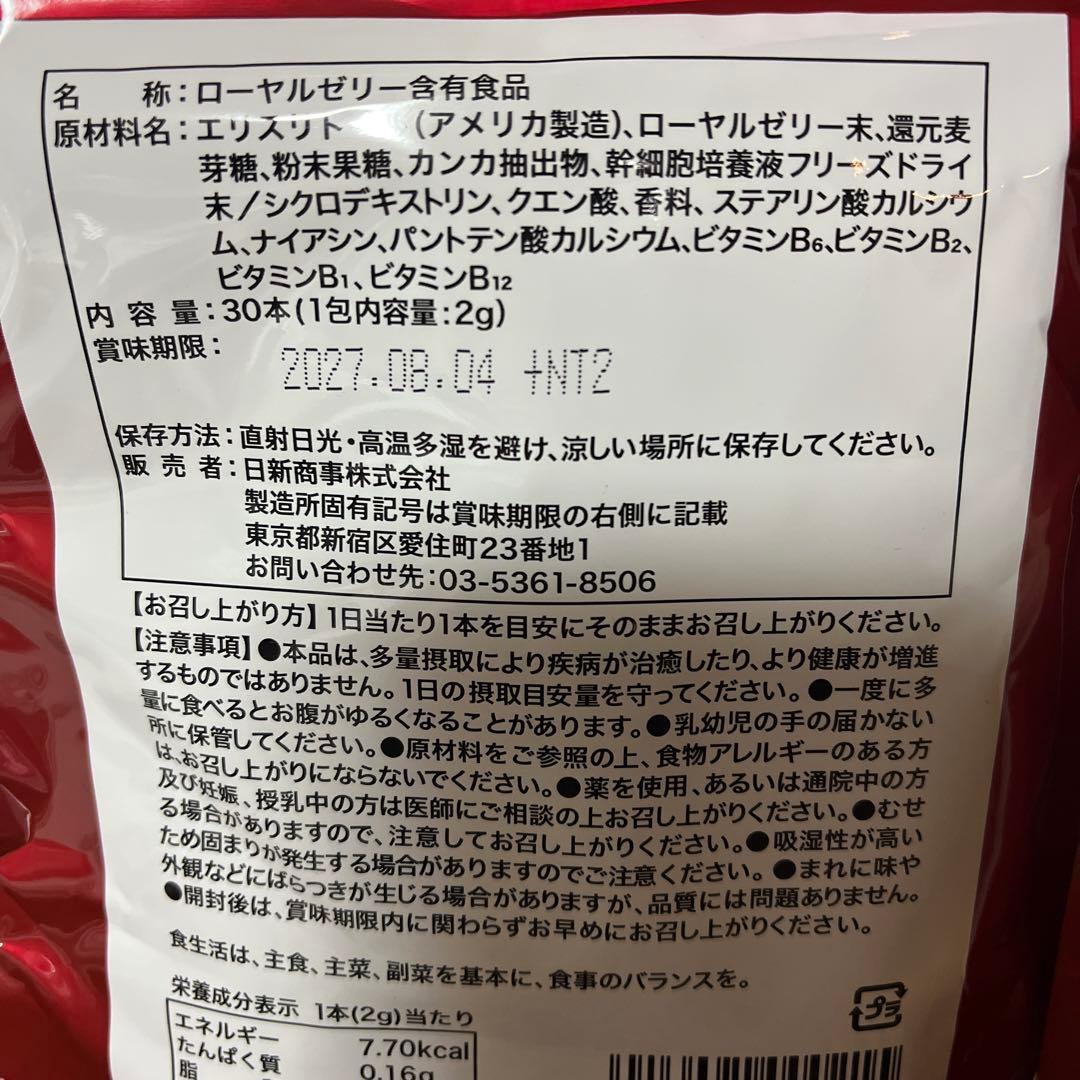 名　称：ローヤルゼリー含有食品
原材料名：エリスリトール（アメリカ製造）、ローヤルゼリー末、還元麦
芽糖、粉末果糖、カンカ抽出物、幹細胞培養液フリーズドライ
末／シクロデキストリン、クエン酸、香料、ステアリン酸カルシウ
ム、ナイアシン、パントテン酸カルシウム、ビタミンB6、ビタミンB2、
ビタミンB1、ビタミンB12
内容量：30本(1包内容量:2g)
賞味期限：
2027.08.04 +NT2
保存方法：直射日光・高温多湿を避け、涼しい場所に保存してください。
販売者：日新商事株式会社
製造所固有記号は賞味期限の右側に記載
東京都新宿区愛住町23番地1
お問い合わせ先：03-5361-8506
【お召し上がり方】1日当たり1本を目安にそのままお召し上がりください。
【注意事項】●本品は、多量摂取により疾病が治癒したり、より健康が増進
するものではありません。1日の摂取目安量を守ってください。●一度に多
量に食べるとお腹がゆるくなることがあります。●乳幼児の手の届かない
所に保管してください。●原材料をご参照の上、食物アレルギーのある方
は、お召し上がりにならないでください。●薬を使用、あるいは通院中の方
及び妊娠、授乳中の方は医師にご相談の上お召し上がりください。●むせ
る場合がありますので、注意してお召し上がりください。●吸湿性が高い
ため固まりが発生する場合がありますのでご注意ください。●まれに味や
外観などにばらつきが生じる場合がありますが、品質には問題ありません。
●開封後は、賞味期限内に関わらずお早めにお召し上がりください。
食生活は、主食、主菜、副菜を基本に、食事のバランスを。
栄養成分表示 1本(2g)当たり
エネルギー 7.70kcal
たんぱく質 0.16g
脂
プラ